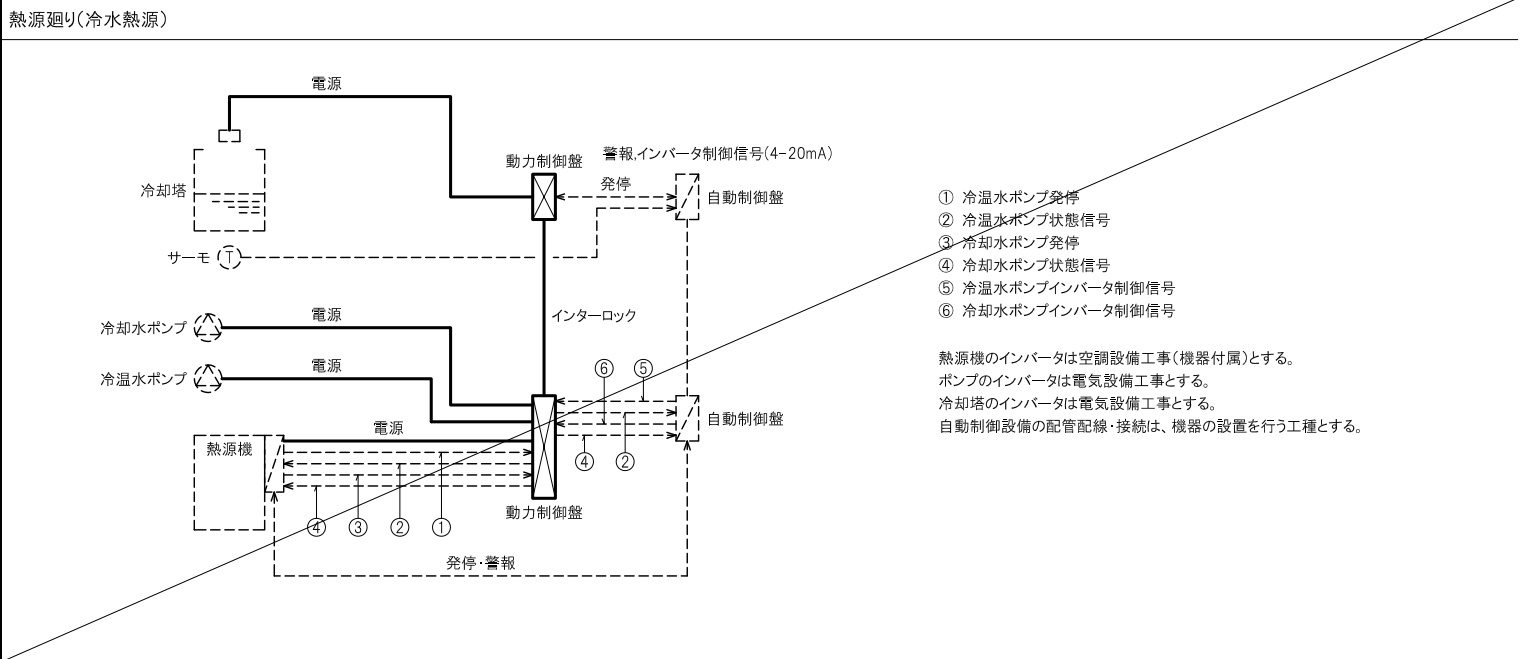 熱源廻り(冷水熱源)
電源
動力制御盤
警報,インバータ制御信号(4-20mA)
発停
冷却塔
自動制御盤
サーモ
T
インターロック
冷却水ポンプ
電源
冷温水ポンプ
電源
⑥
⑤
電源
自動制御盤
熱源機
④
②
動力制御盤
④
③
②
①
発停・警報
① 冷温水ポンプ発停
② 冷温水ポンプ状態信号
③ 冷却水ポンプ発停
④ 冷却水ポンプ状態信号
⑤ 冷温水ポンプインバータ制御信号
⑥ 冷却水ポンプインバータ制御信号
熱源機のインバータは空調設備工事(機器付属)とする。
ポンプのインバータは電気設備工事とする。
冷却塔のインバータは電気設備工事とする。
自動制御設備の配管配線・接続は、機器の設置を行う工種とする。